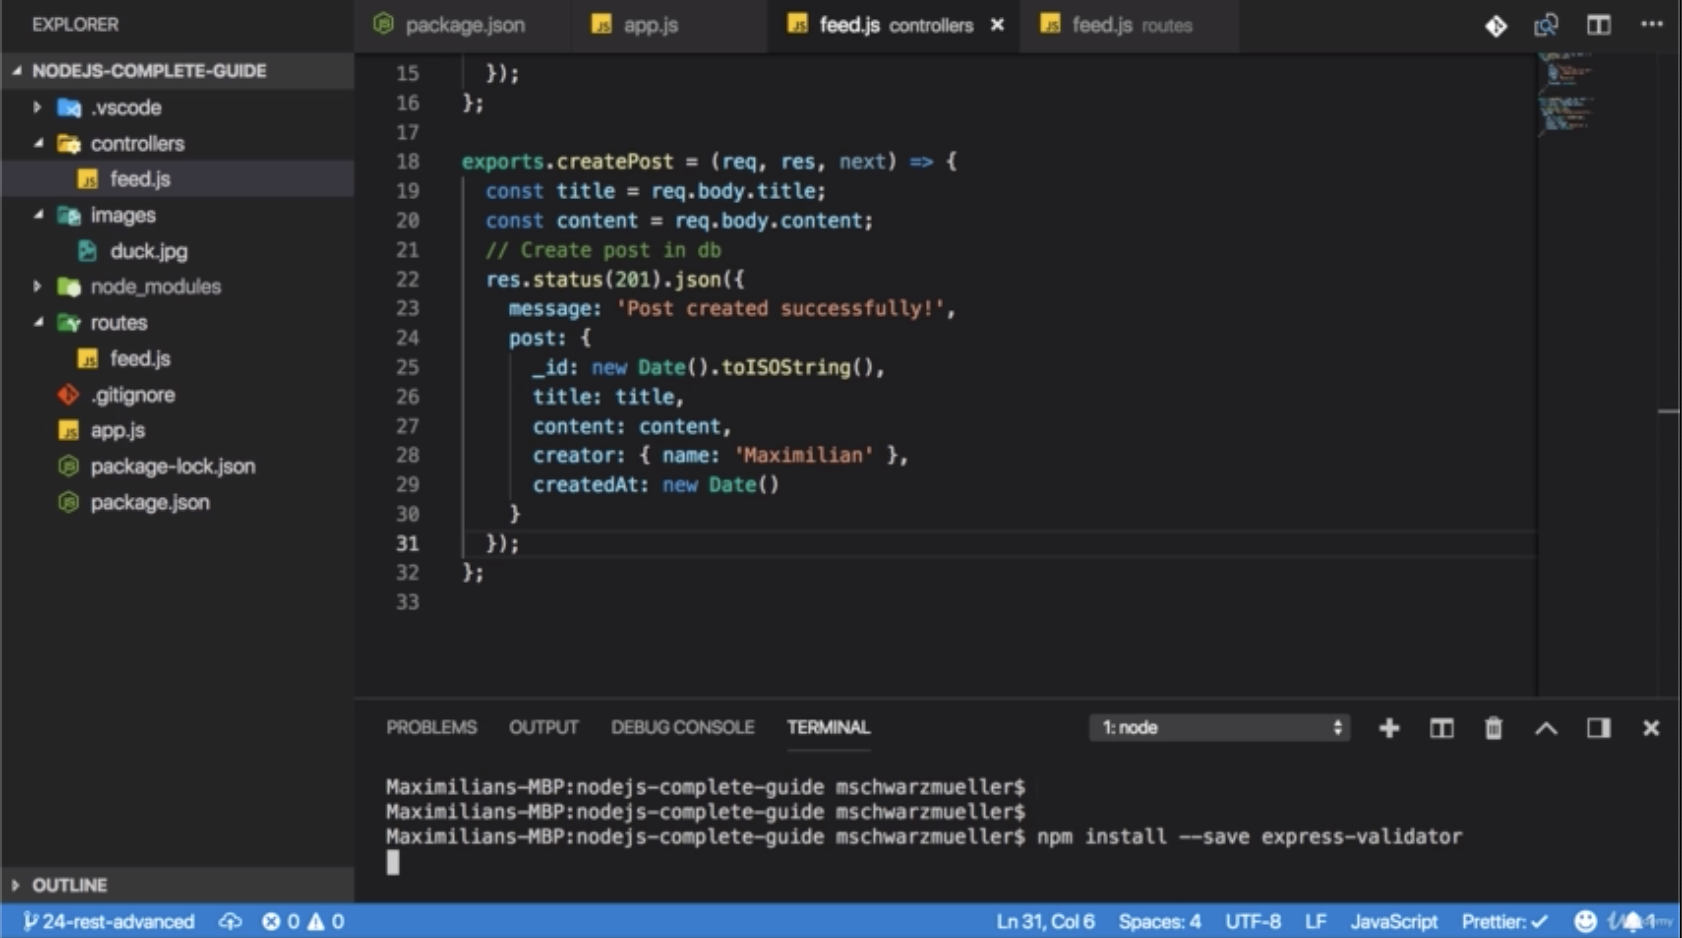 EXPLORER
NODEJS-COMPLETE-GUIDE
.vscode
controllers
feed.js
images
duck.jpg
node_modules
routes
feed.js
.gitignore
app.js
package-lock.json
package.json
OUTLINE
package.json
app.js
feed.js controllers
feed.js routes
15 });
16 };
17
18 exports.createPost = (req, res, next) => {
19 const title = req.body.title;
20 const content = req.body.content;
21 // Create post in db
22 res.status(201).json({
23 message: 'Post created successfully!',
24 post: {
25 _id: new Date().toISOString(),
26 title: title,
27 content: content,
28 creator: { name: 'Maximilian' },
29 createdAt: new Date()
30 }
31 });
32 };
33
PROBLEMS OUTPUT DEBUG CONSOLE TERMINAL 1: node
Maximilians-MBP:nodejs-complete-guide mschwarzmueller$
Maximilians-MBP:nodejs-complete-guide mschwarzmueller$
Maximilians-MBP:nodejs-complete-guide mschwarzmueller$ npm install --save express-validator
24-rest-advanced 0 0 Ln 31, Col 6 Spaces: 4 UTF-8 LF JavaScript Prettier: ✓ 1